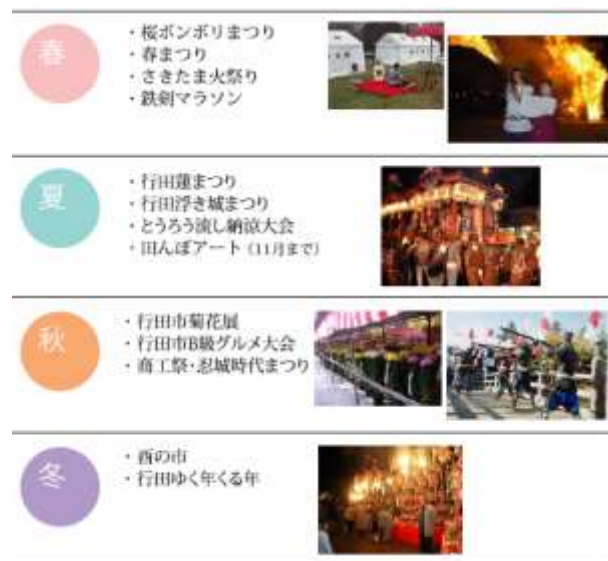 春
・桜ボンボリまつり
・春まつり
・さきたま火祭り
・鉄剣マラソン
夏
・行田蓮まつり
・行田浮き城まつり
・とうろう流し納涼大会
・田んぼアート（11月まで）
秋
・行田市菊花展
・行田市B級グルメ大会
・商工祭・忍城時代まつり
冬
・酉の市
・行田ゆく年くる年